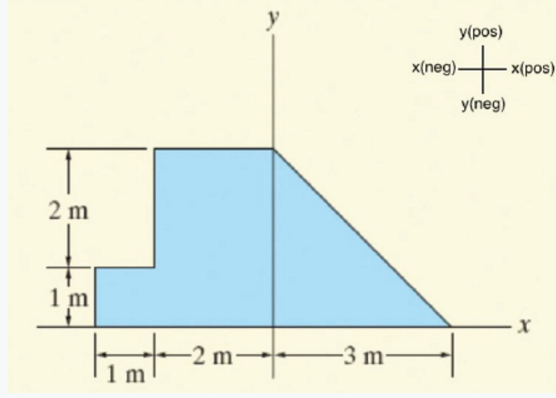 y
y(pos)
x(neg) x(pos)
y(neg)
2 m
1 m
x
2 m 3 m
1 m